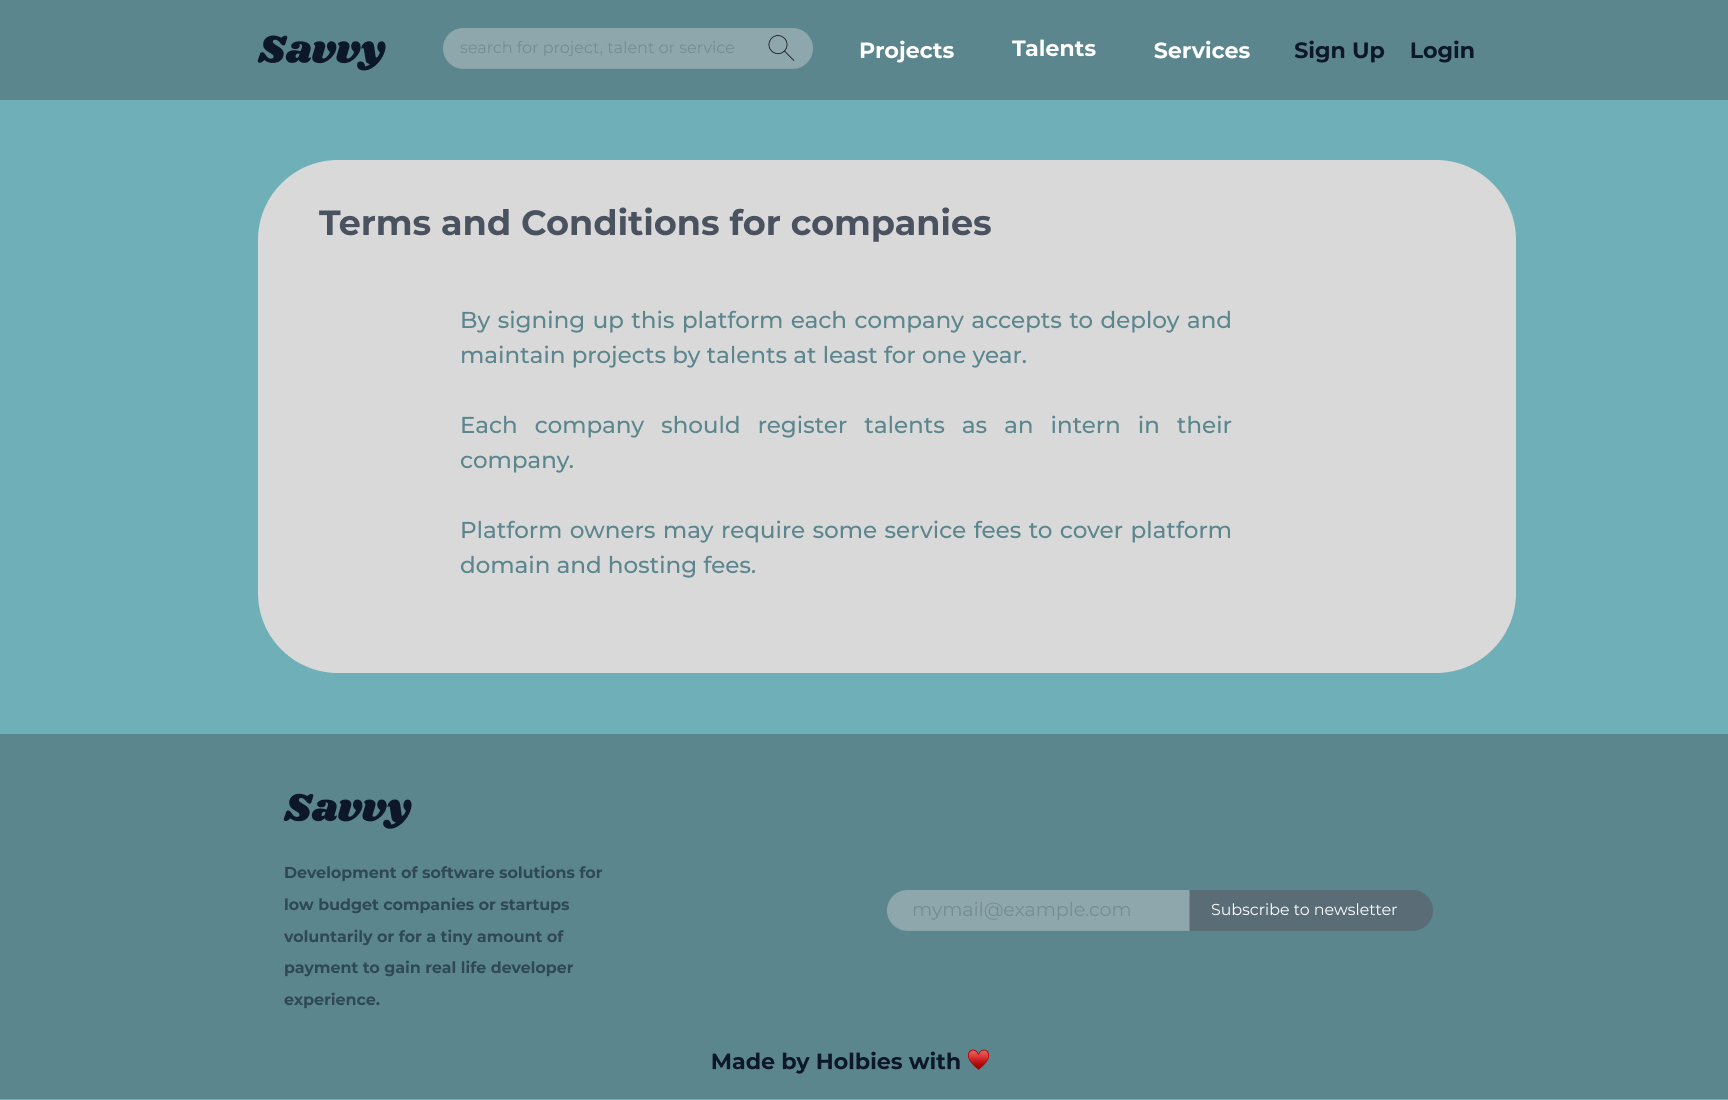 Savvy
search for project, talent or service
Projects
Talents
Services
Sign Up
Login
Terms and Conditions for companies
By signing up this platform each company accepts to deploy and
maintain projects by talents at least for one year.
Each company should register talents as an intern in their
company.
Platform owners may require some service fees to cover platform
domain and hosting fees.
Savvy
Development of software solutions for
low budget companies or startups
voluntarily or for a tiny amount of
payment to gain real life developer
experience.
mymail@example.com
Subscribe to newsletter
Made by Holbies with ♥️